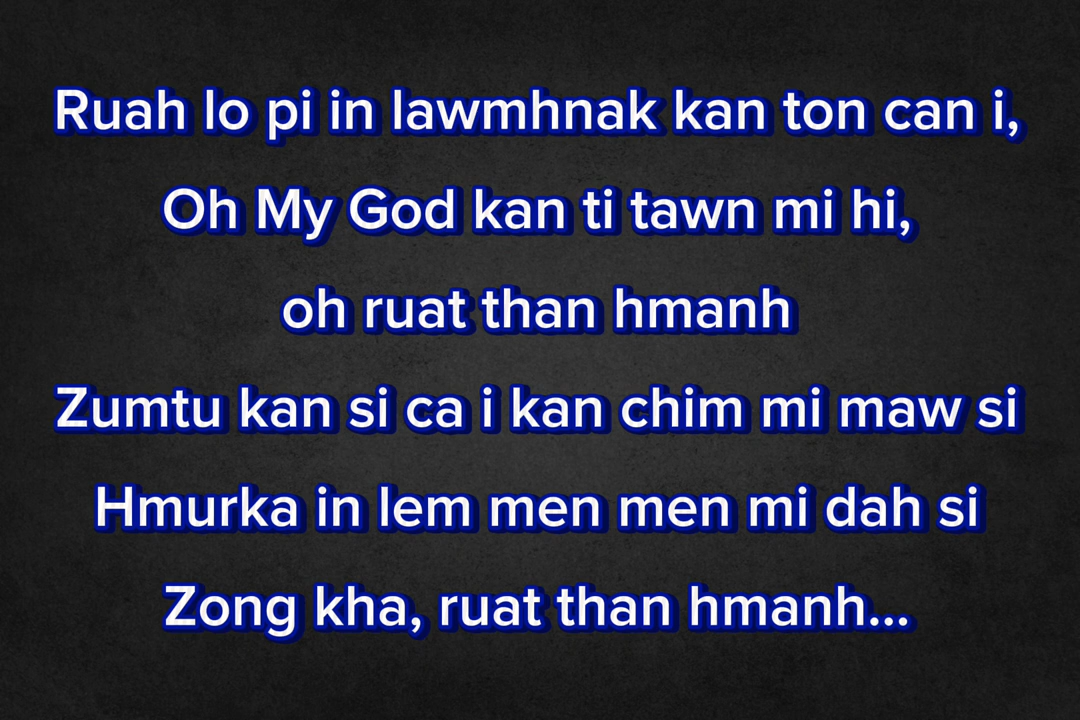 Ruah lo pi in lawmhnak kan ton can i,
Oh My God kan ti tawn mi hi,
oh ruat than hmanh
Zumtu kan si ca i kan chim mi maw si
Hmurka in lem men men mi dah si
Zong kha, ruat than hmanh...